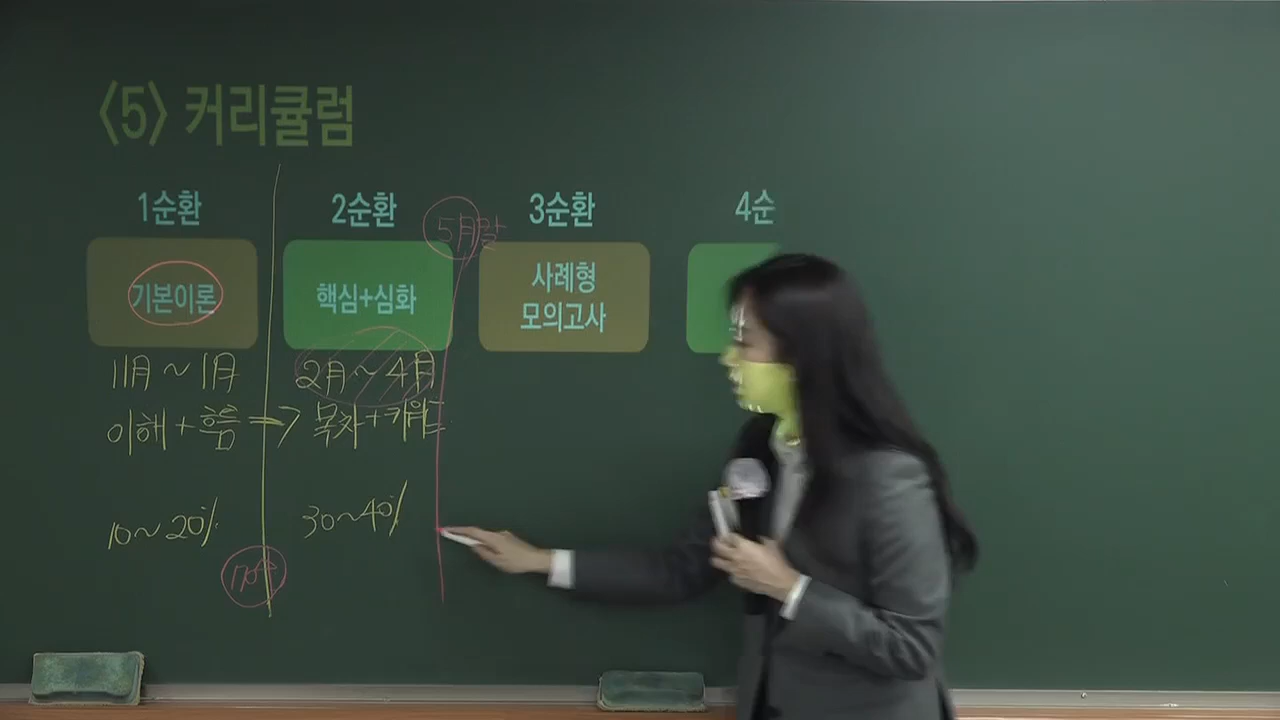 〈5〉 커리큘럼
1순환 2순환 3순환 4순
5月말
기본이론 핵심+심화 사례형 모의고사
11月 ~ 1月 2月 ~ 4月
이해 + 흐름 → 목차 + 키워드
10 ~ 20% 30 ~ 40%